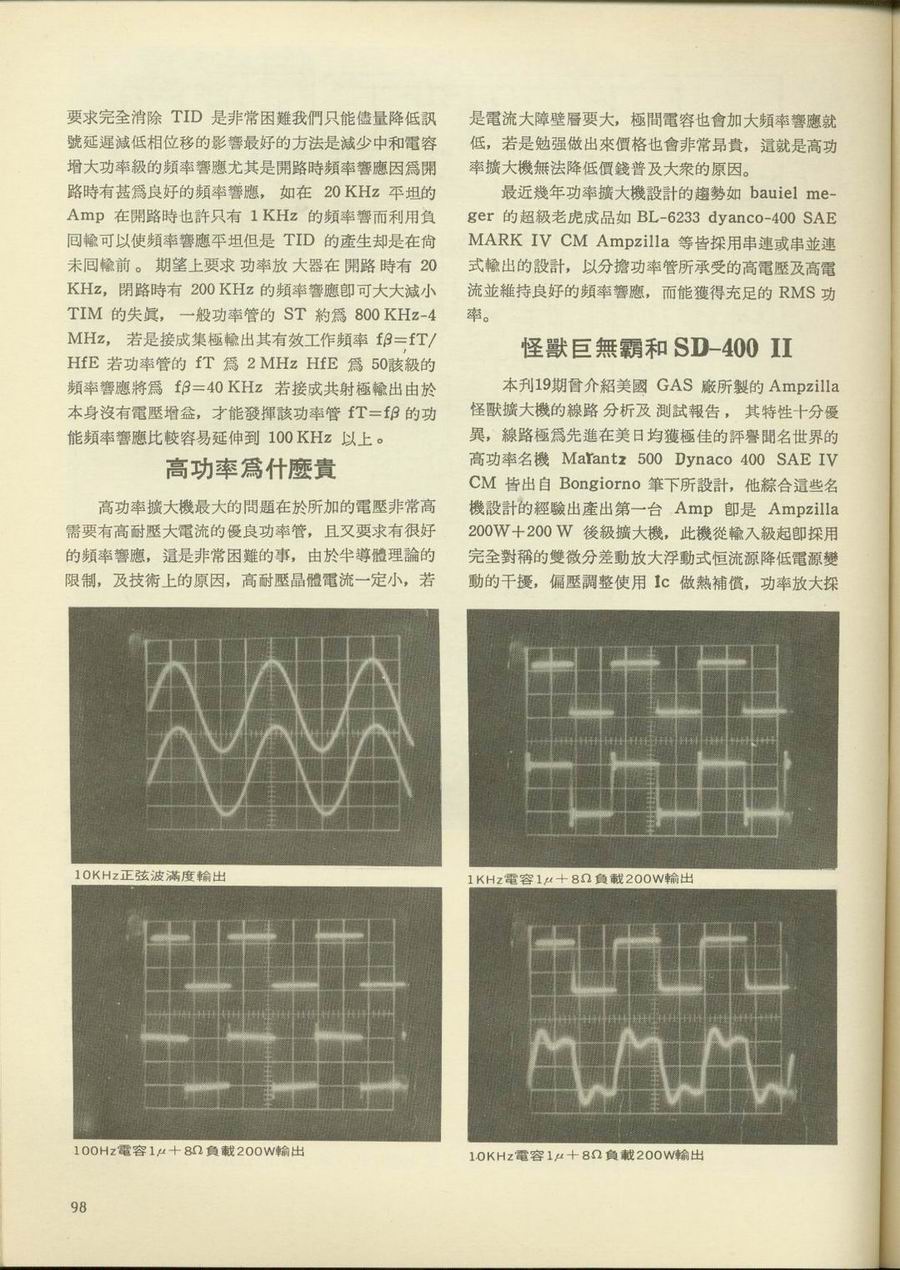 要求完全消除 TID 是非常困難我們只能儘量降低訊
號延遲減低相位移的影響最好的方法是減少中和電容
增大功率級的頻率響應尤其是開路時頻率響應因爲開
路時有甚爲良好的頻率響應， 如在 20 KHz 平坦的
Amp 在開路時也許只有 1 KHz 的頻率響而利用負
回輸可以使頻率響應平坦但是 TID 的產生却是在尙
未回輸前。 期望上要求 功率放 大器在 開路 時有 20
KHz， 閉路時有 200 KHz 的頻率響應卽可大大減小
TIM 的失眞， 一般功率管的 ST 約爲 800 KHz-4
MHz， 若是接成集極輸出其有效工作頻率 fβ=fT/
HfE 若功率管的 fT 爲 2 MHz HfE 爲 50該級的
頻率響應將爲 fβ=40 KHz 若接成共射極輸出由於
本身沒有電壓增益，才能發揮該功率管 fT=fβ 的功
能頻率響應比較容易延伸到 100 KHz 以上。
高功率爲什麼貴
高功率擴大機最大的問題在於所加的電壓非常高
需要有高耐壓大電流的優良功率管，且又要求有很好
的頻率響應，這是非常困難的事，由於半導體理論的
限制，及技術上的原因，高耐壓晶體電流一定小，若
是電流大障壁層要大，極間電容也會加大頻率響應就
低，若是勉强做出來價格也會非常昂貴，這就是高功
率擴大機無法降低價錢普及大衆的原因。
最近幾年功率擴大機設計的趨勢如 bauiel me-
ger 的超級老虎成品如 BL-6233 dyanco-400 SAE
MARK IV CM Ampzilla 等皆採用串連或串並連
式輸出的設計，以分擔功率管所承受的高電壓及高電
流並維持良好的頻率響應，而能獲得充足的 RMS 功
率。
怪獸巨無霸和 SD-400 II
本刊19期曾介紹美國 GAS 廠所製的 Ampzilla
怪獸擴大機的線路 分析及 測試報告， 其特性十分優
異，線路極爲先進在美日均獲極佳的評譽聞名世界的
高功率名機 Marantz 500 Dynaco 400 SAE IV
CM 皆出自 Bongiorno 筆下所設計，他綜合這些名
機設計的經驗出產出第一台 Amp 卽是 Ampzilla
200W+200 W 後級擴大機，此機從輸入級起卽採用
完全對稱的雙微分差動放大浮動式恒流源降低電源變
動的干擾，偏壓調整使用 1c 做熱補償，功率放大採
10KHz正弦波滿度輸出
1KHz電容1μ+8Ω負載200W輸出
100Hz電容1μ+8Ω負載200W輸出
10KHz電容1μ+8Ω負載200W輸出
98